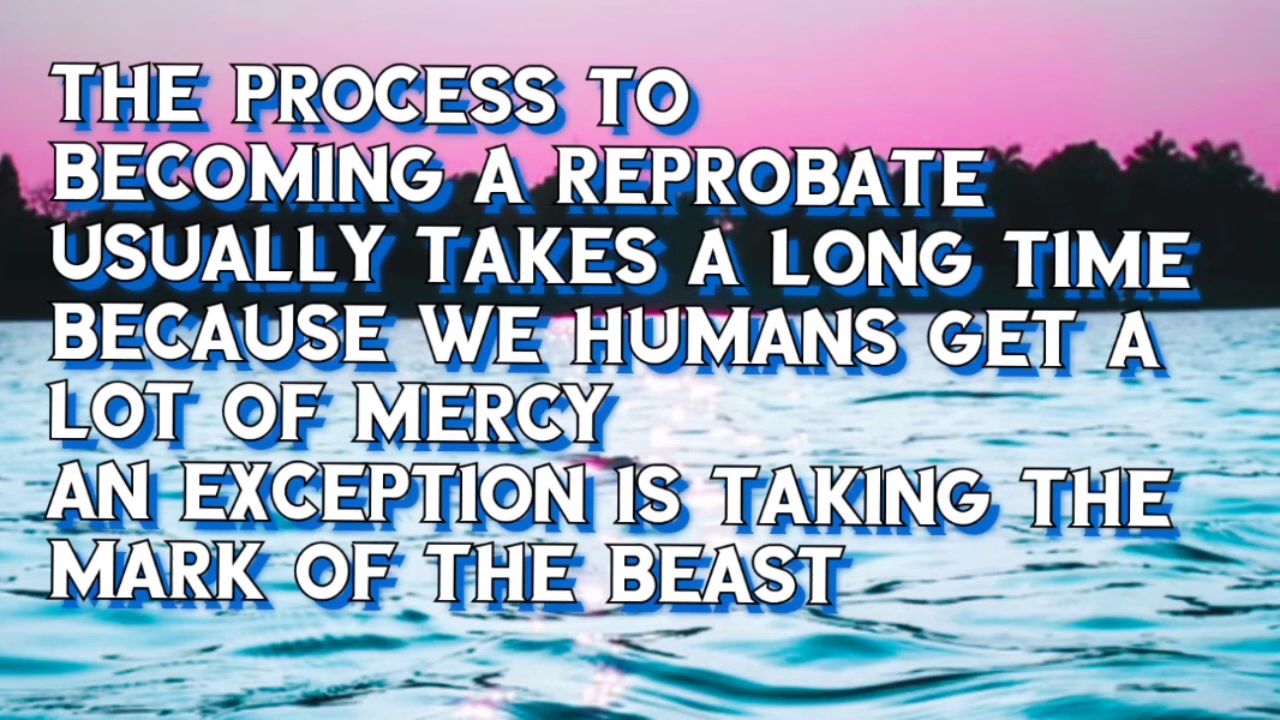 THE PROCESS TO
BECOMING A REPROBATE
USUALLY TAKES A LONG TIME
BECAUSE WE HUMANS GET A
LOT OF MERCY
AN EXCEPTION IS TAKING THE
MARK OF THE BEAST